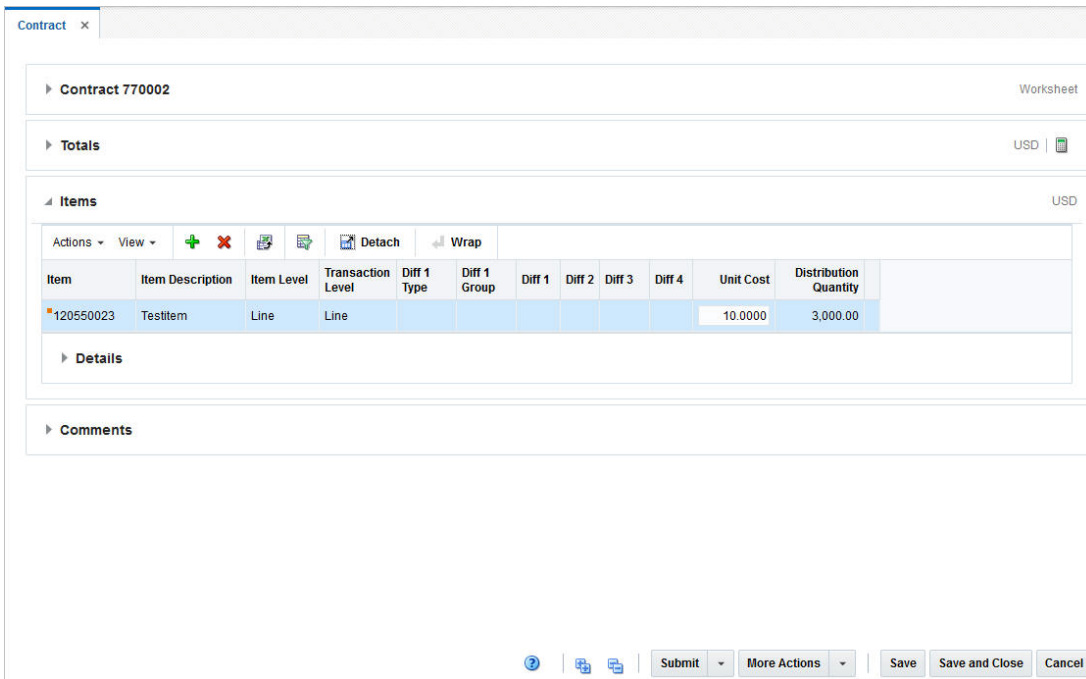 Contract ×
Contract 770002 Worksheet
Totals USD
Items USD
Actions View Detach Wrap
Item Item Description Item Level Transaction Level Diff 1 Type Diff 1 Group Diff 1 Diff 2 Diff 3 Diff 4 Unit Cost Distribution Quantity
120550023 Testitem Line Line 10.0000 3,000.00
Details
Comments
? Submit More Actions Save Save and Close Cancel